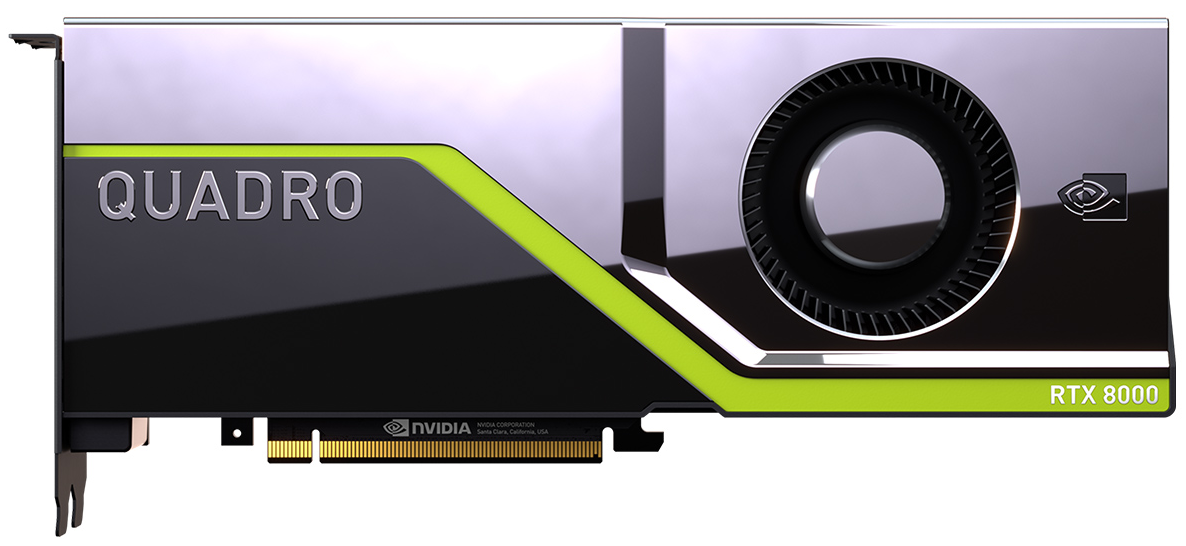 QUADRO
RTX 8000
NVIDIA
NVIDIA CORPORATION
Santa Clara, California, USA